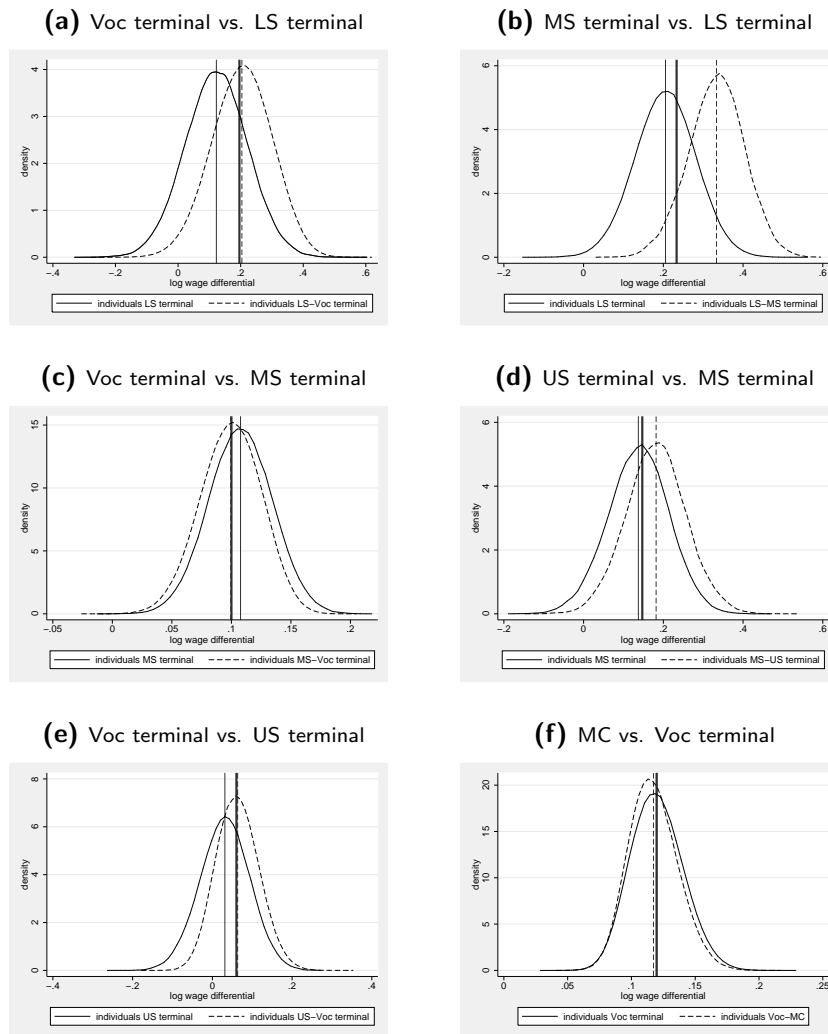 (a) Voc terminal vs. LS terminal
(b) MS terminal vs. LS terminal
density
0 1 2 3 4
−.4 −.2 0 .2 .4 .6
log wage differential
individuals LS terminal individuals LS−Voc terminal
density
0 2 4 6
−.2 0 .2 .4 .6
log wage differential
individuals LS terminal individuals LS−MS terminal
(c) Voc terminal vs. MS terminal
(d) US terminal vs. MS terminal
density
0 5 10 15
−.05 0 .05 .1 .15 .2
log wage differential
individuals MS terminal individuals MS−Voc terminal
density
0 2 4 6
−.2 0 .2 .4 .6
log wage differential
individuals MS terminal individuals MS−US terminal
(e) Voc terminal vs. US terminal
(f) MC vs. Voc terminal
density
0 2 4 6 8
−.4 −.2 0 .2 .4
log wage differential
individuals US terminal individuals US−Voc terminal
density
0 5 10 15 20
0 .05 .1 .15 .2 .25
log wage differential
individuals Voc terminal individuals Voc−MC